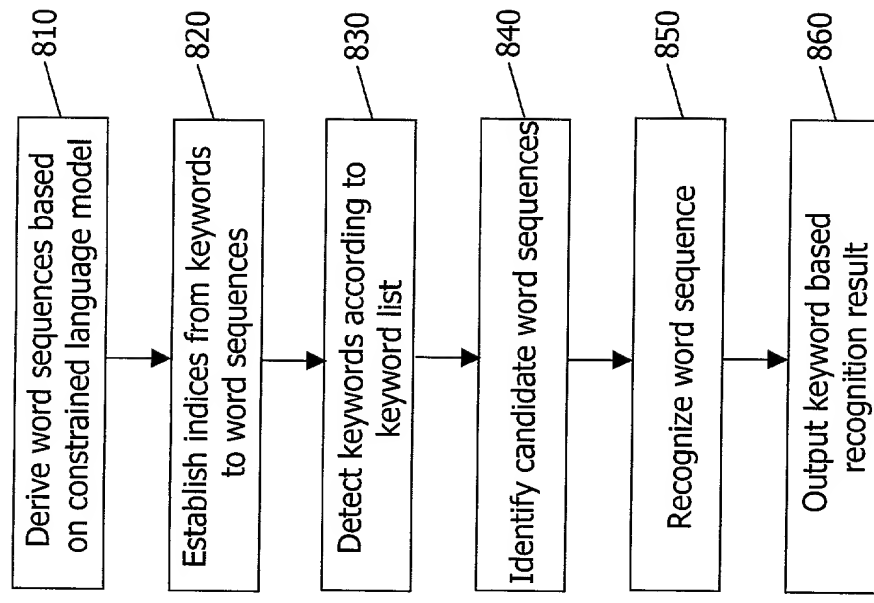 Derive word sequences based
on constrained language model
810
Establish indices from keywords
to word sequences
820
Detect keywords according to
keyword list
830
Identify candidate word sequences
840
Recognize word sequence
850
Output keyword based
recognition result
860